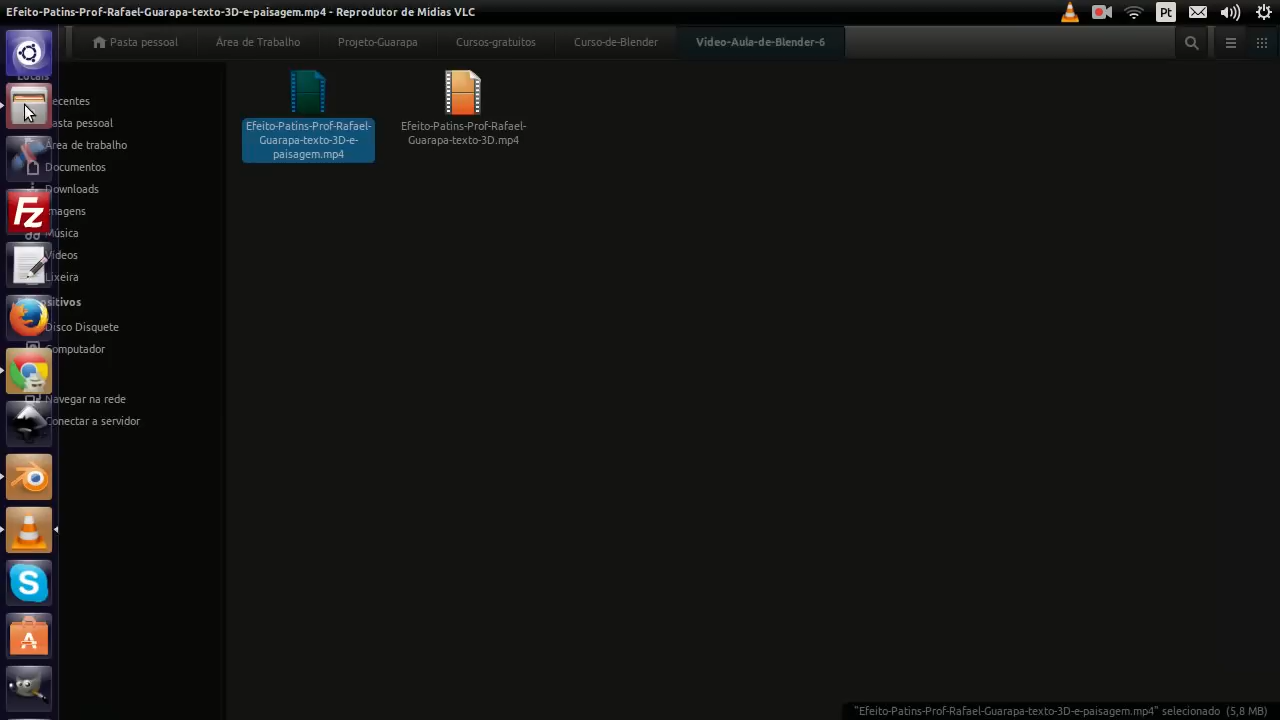 Efeito-Patins-Prof-Rafael-Guarapa-texto-3D-e-paisagem.mp4 - Reprodutor de Mídias VLC
Pt
Pasta pessoal
Área de Trabalho
Projeto-Guarapa
Cursos-gratuitos
Curso-de-Blender
Video-Aula-de-Blender-6
Locais
ecentes
asta pessoal
Área de trabalho
Documentos
Downloads
magens
Música
Vídeos
Lixeira
ositivos
Disco Disquete
Computador
Navegar na rede
Conectar a servidor
Fz
S
A
Efeito-Patins-Prof-Rafael-
Guarapa-texto-3D-e-
paisagem.mp4
Efeito-Patins-Prof-Rafael-
Guarapa-texto-3D.mp4
"Efeito-Patins-Prof-Rafael-Guarapa-texto-3D-e-paisagem.mp4" selecionado (5,8 MB)